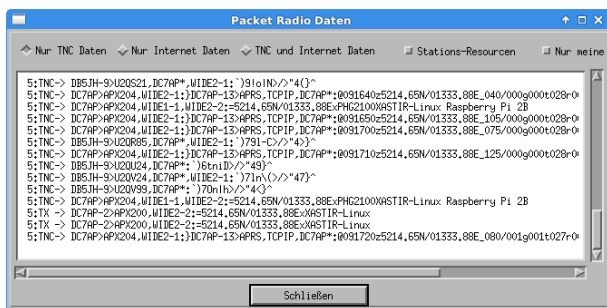 Packet Radio Daten
Nur TNC Daten Nur Internet Daten TNC und Internet Daten Stations-Resourcen Nur meine
5:TNC-> DB5JH-9>U2QS21,DC7AP*,WIDE2-1:`)9!olN>/>"4(}^
5:TNC-> DC7AP>APX204,WIDE2-1:}DC7AP-13>APRS,TCPIP,DC7AP*:@091640z5214.65N/01333.88E_040/000g000t028r0
5:TNC-> DC7AP>APX204,WIDE1-1,WIDE2-2:=5214.65N/01333.88ExPHG2100XASTIR-Linux Raspberry Pi 2B
5:TNC-> DC7AP>APX204,WIDE2-1:}DC7AP-13>APRS,TCPIP,DC7AP*:@091650z5214.65N/01333.88E_105/000g000t028r0
5:TNC-> DC7AP>APX204,WIDE2-1:}DC7AP-13>APRS,TCPIP,DC7AP*:@091700z5214.65N/01333.88E_075/000g000t028r0
5:TNC-> DB5JH-9>U2QR85,DC7AP*,WIDE2-1:`)79l-C>/>"4>}^
5:TNC-> DC7AP>APX204,WIDE2-1:}DC7AP-13>APRS,TCPIP,DC7AP*:@091710z5214.65N/01333.88E_125/000g000t028r0
5:TNC-> DB5JH-9>U2QU24,DC7AP*:`)6tniD>/>"49}^
5:TNC-> DB5JH-9>U2QV24,DC7AP*,WIDE2-1:`)7ln\(>/>"47}^
5:TNC-> DB5JH-9>U2QV99,DC7AP*:`)7Onlh>/>"4<}^
5:TNC-> DC7AP>APX204,WIDE1-1,WIDE2-2:=5214.65N/01333.88ExPHG2100XASTIR-Linux Raspberry Pi 2B
5:TX -> DC7AP-2>APX200,WIDE2-2:=5214.65N/01333.88ExXASTIR-Linux
5:TX -> DC7AP-2>APX200,WIDE2-2:=5214.65N/01333.88ExXASTIR-Linux
5:TNC-> DC7AP>APX204,WIDE2-1:}DC7AP-13>APRS,TCPIP,DC7AP*:@091720z5214.65N/01333.88E_080/001g001t027r0
Schließen